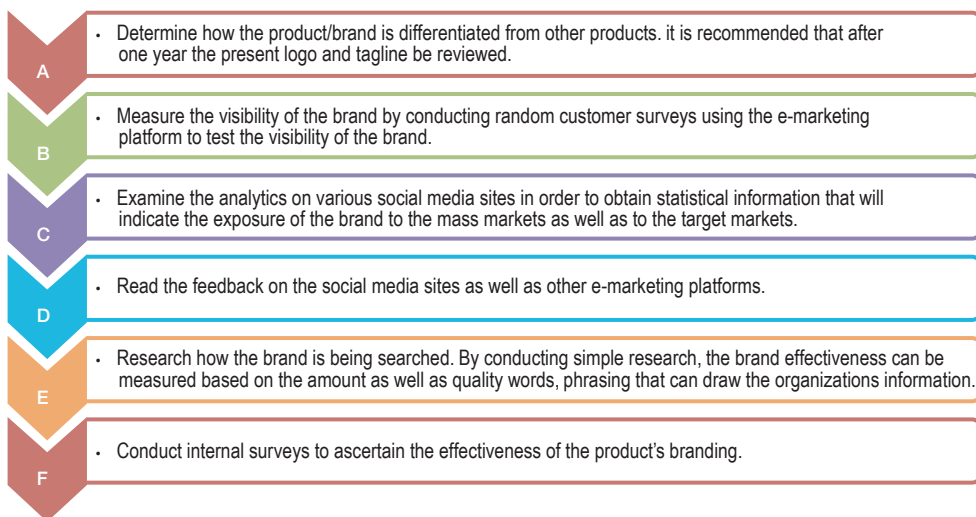 A
• Determine how the product/brand is differentiated from other products. it is recommended that after
one year the present logo and tagline be reviewed.
B
• Measure the visibility of the brand by conducting random customer surveys using the e-marketing
platform to test the visibility of the brand.
C
• Examine the analytics on various social media sites in order to obtain statistical information that will
indicate the exposure of the brand to the mass markets as well as to the target markets.
D
• Read the feedback on the social media sites as well as other e-marketing platforms.
E
• Research how the brand is being searched. By conducting simple research, the brand effectiveness can be
measured based on the amount as well as quality words, phrasing that can draw the organizations information.
F
• Conduct internal surveys to ascertain the effectiveness of the product’s branding.